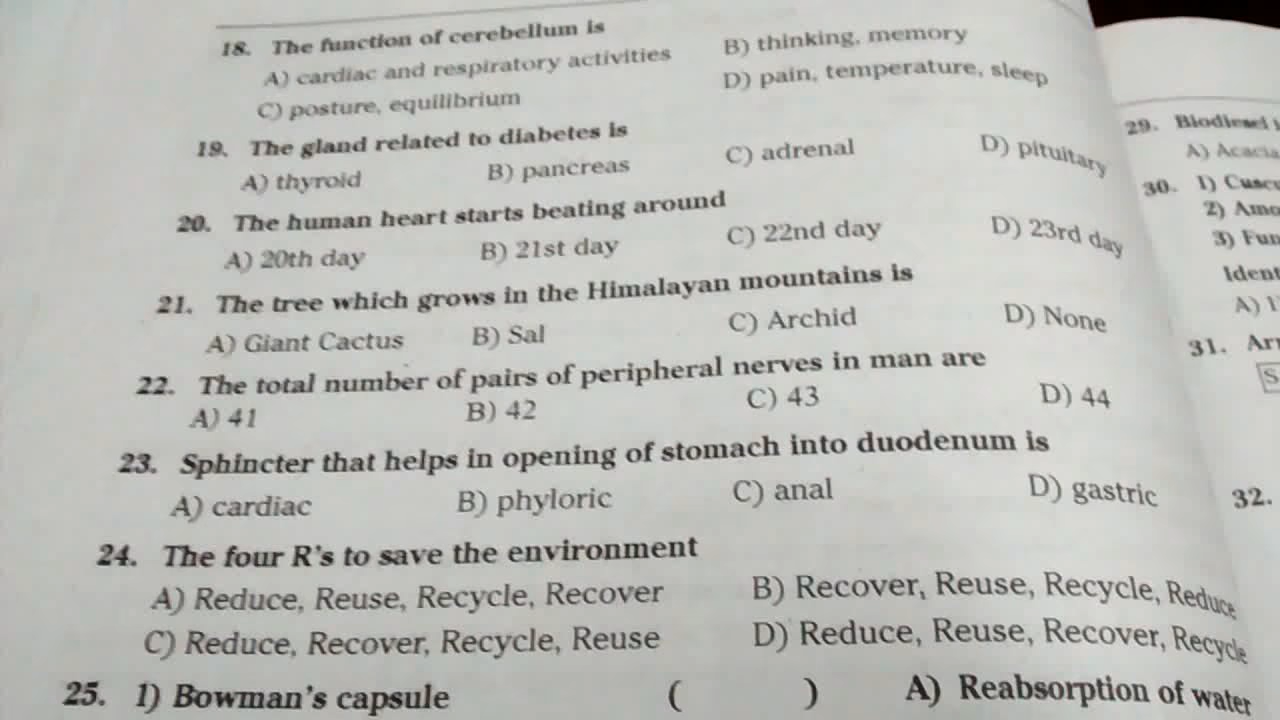 18. The function of cerebellum is
A) cardiac and respiratory activities B) thinking, memory
C) posture, equilibrium D) pain, temperature, sleep
19. The gland related to diabetes is
A) thyroid B) pancreas C) adrenal D) pituitary
20. The human heart starts beating around
A) 20th day B) 21st day C) 22nd day D) 23rd day
21. The tree which grows in the Himalayan mountains is
A) Giant Cactus B) Sal C) Archid D) None
22. The total number of pairs of peripheral nerves in man are
A) 41 B) 42 C) 43 D) 44
23. Sphincter that helps in opening of stomach into duodenum is
A) cardiac B) phyloric C) anal D) gastric
24. The four R's to save the environment
A) Reduce, Reuse, Recycle, Recover B) Recover, Reuse, Recycle, Reduce
C) Reduce, Recover, Recycle, Reuse D) Reduce, Reuse, Recover, Recycle
25. 1) Bowman's capsule ( ) A) Reabsorption of water
29. Biodiesel
A) Acacia
30. 1)
2)
3)
A)
31.
32.